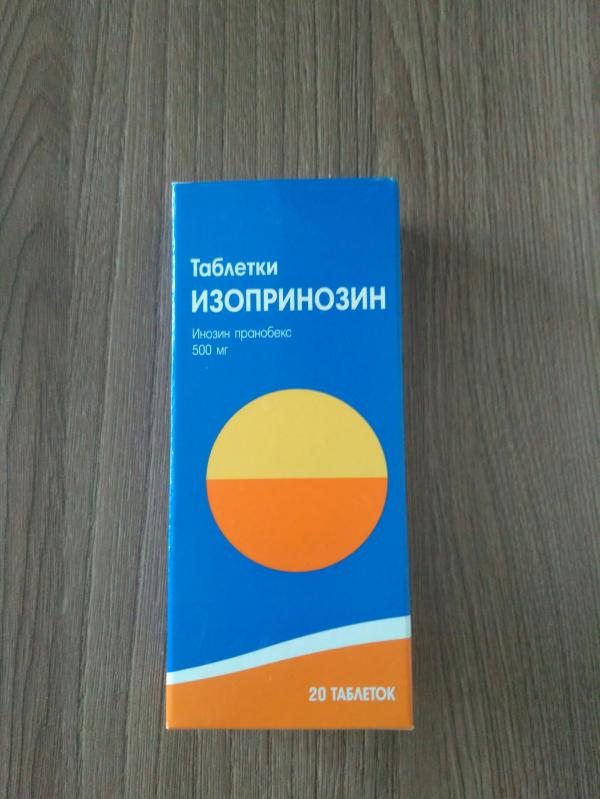 Таблетки
ИЗОПРИНОЗИН
Инозин пранобекс
500 мг
20 ТАБЛЕТОК